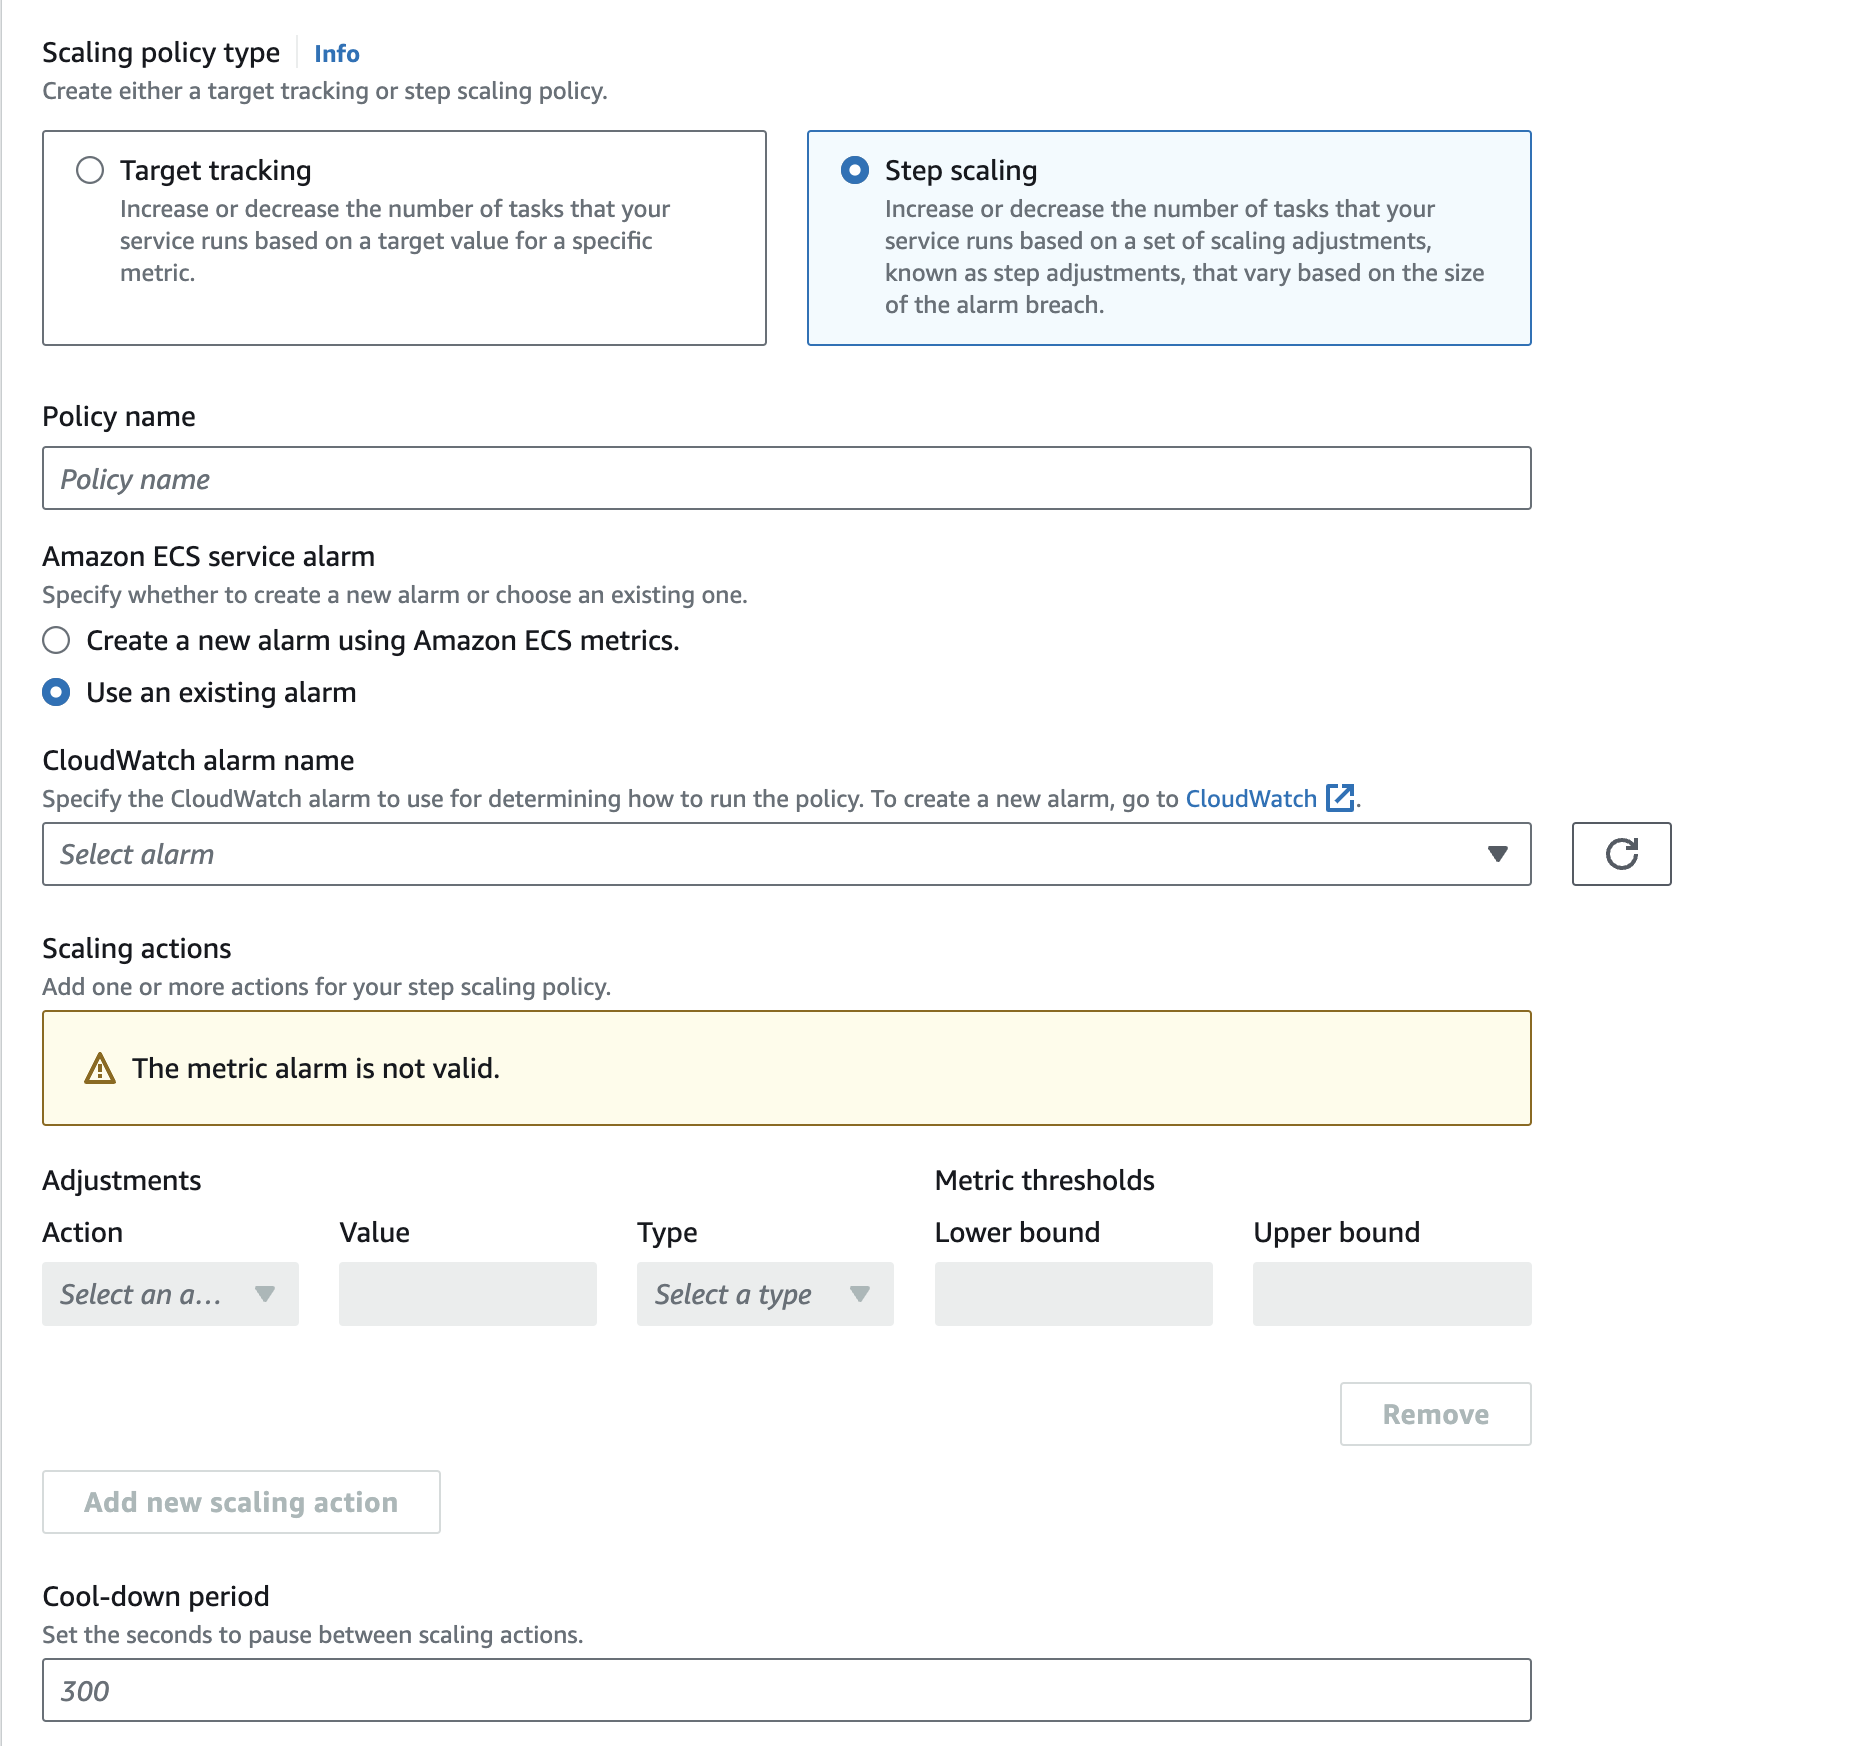 Scaling policy type Info
Create either a target tracking or step scaling policy.
Target tracking
Increase or decrease the number of tasks that your
service runs based on a target value for a specific
metric.
Step scaling
Increase or decrease the number of tasks that your
service runs based on a set of scaling adjustments,
known as step adjustments, that vary based on the size
of the alarm breach.
Policy name
Policy name
Amazon ECS service alarm
Specify whether to create a new alarm or choose an existing one.
Create a new alarm using Amazon ECS metrics.
Use an existing alarm
CloudWatch alarm name
Specify the CloudWatch alarm to use for determining how to run the policy. To create a new alarm, go to CloudWatch .
Select alarm
Scaling actions
Add one or more actions for your step scaling policy.
The metric alarm is not valid.
Adjustments Metric thresholds
Action Value Type Lower bound Upper bound
Select an a... Select a type
Remove
Add new scaling action
Cool-down period
Set the seconds to pause between scaling actions.
300